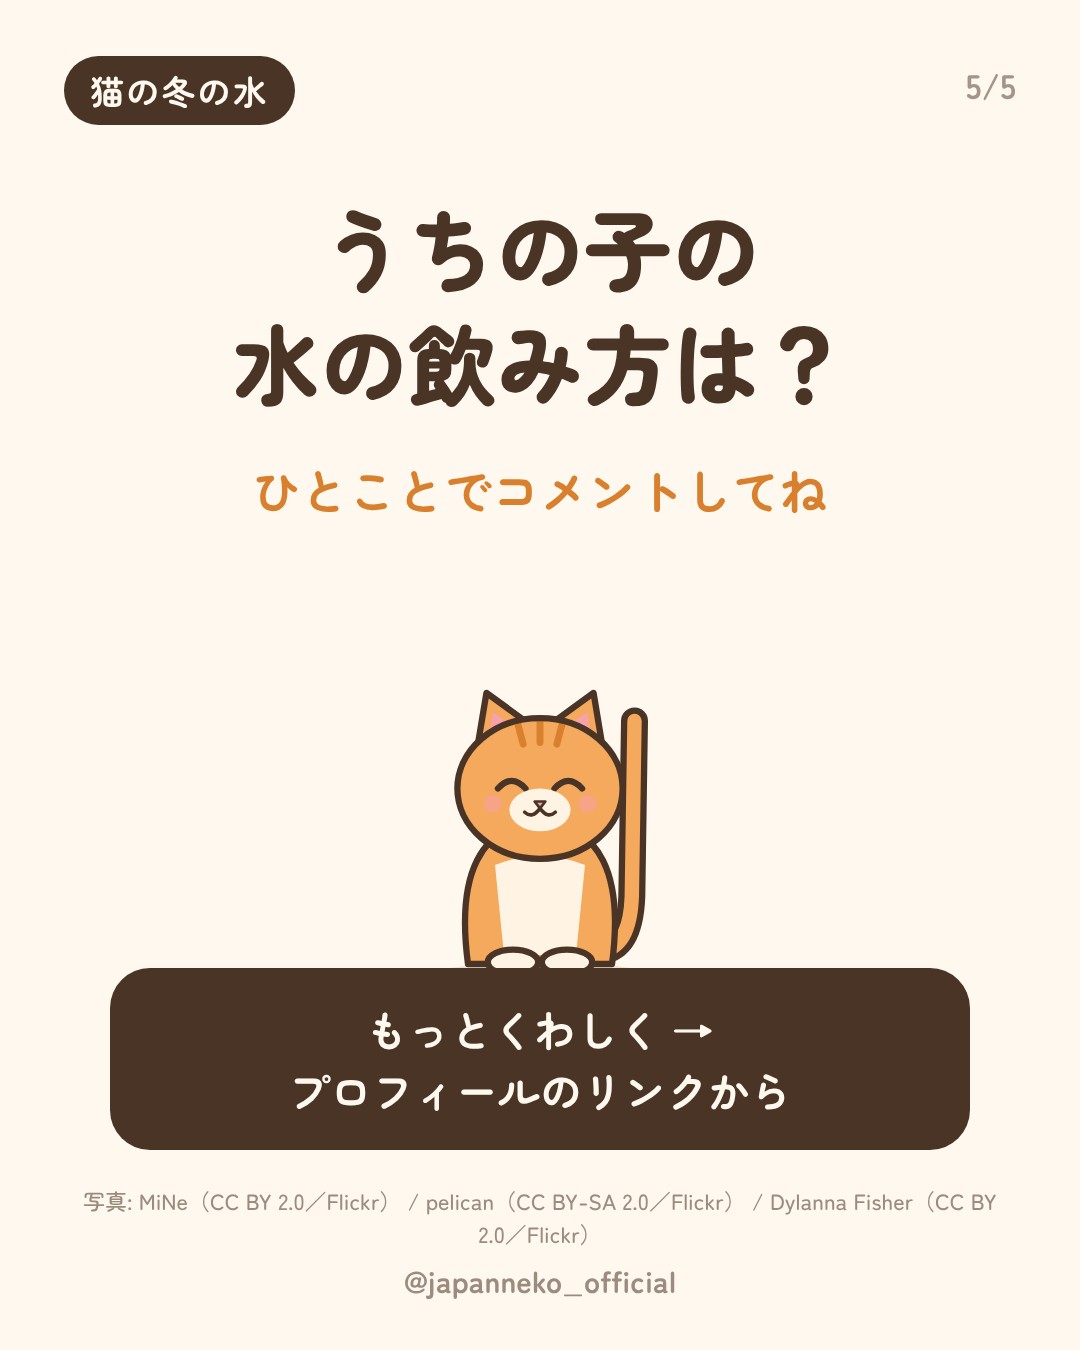 猫の冬の水
5/5
うちの子の
水の飲み方は？
ひとことでコメントしてね
もっとくわしく →
プロフィールのリンクから
写真: MiNe（CC BY 2.0／Flickr） / pelican（CC BY-SA 2.0／Flickr） / Dylanna Fisher（CC BY
2.0／Flickr）
@japanneko_official